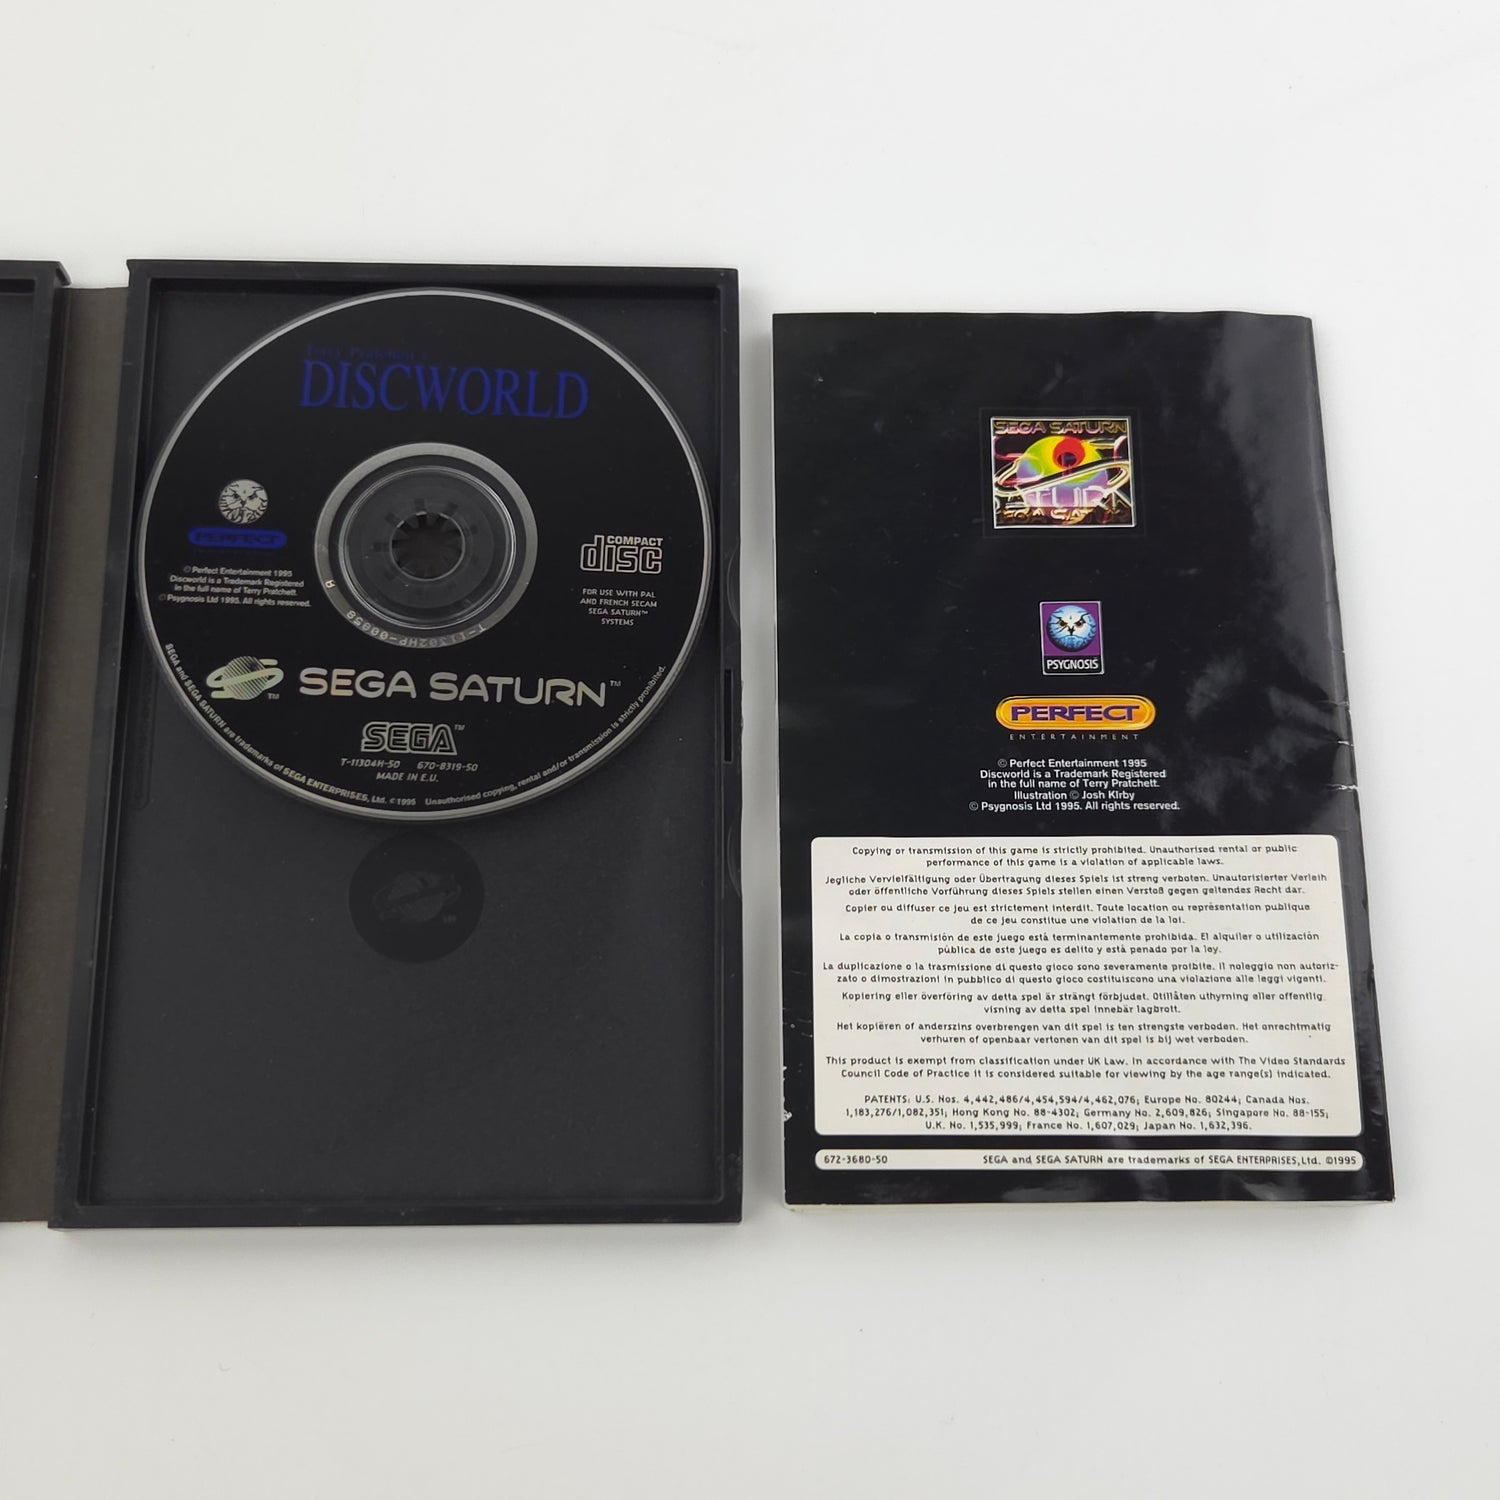 Terry Pratchett's
DISCWORLD
PERFECT
© Perfect Entertainment 1995
Discworld is a Trademark Registered
in the full name of Terry Pratchett.
© Psygnosis Ltd 1995. All rights reserved.
COMPACT
disc
FOR USE WITH PAL
AND FRENCH SECAM
SEGA SATURN™
SYSTEMS
SEGA SATURN™
SEGA™
T-11304H-50 670-8319-50
MADE IN E.U.
SEGA and SEGA SATURN are trademarks of SEGA ENTERPRISES, Ltd. © 1995 Unauthorised copying, rental and/or transmission is strictly prohibited.
SEGA SATURN
SATURN
PSYGNOSIS
PERFECT
ENTERTAINMENT
© Perfect Entertainment 1995
Discworld is a Trademark Registered
in the full name of Terry Pratchett.
Illustration © Josh Kirby
© Psygnosis Ltd 1995. All rights reserved.
Copying or transmission of this game is strictly prohibited. Unauthorised rental or public
performance of this game is a violation of applicable laws.
Jegliche Vervielfältigung oder Übertragung dieses Spiels ist streng verboten. Unautorisierter Verleih
oder öffentliche Vorführung dieses Spiels stellen einen Verstoß gegen geltendes Recht dar.
Copier ou diffuser ce jeu est strictement interdit. Toute location ou représentation publique
de ce jeu constitue une violation de la loi.
La copia o transmisión de este juego está terminantemente prohibida. El alquiler o utilización
pública de este juego es delito y está penado por la ley.
La duplicazione o la trasmissione di questo gioco sono severamente proibite. Il noleggio non autoriz-
zato o dimostrazioni in pubblico di questo gioco costituiscono una violazione alle leggi vigenti.
Kopiering eller överföring av detta spel är strängt förbjudet. Otillåten uthyrning eller offentlig
visning av detta spel innebär lagbrott.
Het kopiëren of anderszins overbrengen van dit spel is ten strengste verboden. Het onrechtmatig
verhuren of openbaar vertonen van dit spel is bij wet verboden.
This product is exempt from classification under UK Law. In accordance with The Video Standards
Council Code of Practice it is considered suitable for viewing by the age range(s) indicated.
PATENTS: U.S. Nos. 4,442,486/4,454,594/4,462,076; Europe No. 80244; Canada Nos.
1,183,276/1,082,351; Hong Kong No. 88-4302; Germany No. 2,609,826; Singapore No. 88-155;
U.K. No. 1,535,999; France No. 1,607,029; Japan No. 1,632,396.
672-3680-50 SEGA and SEGA SATURN are trademarks of SEGA ENTERPRISES, Ltd. ©1995